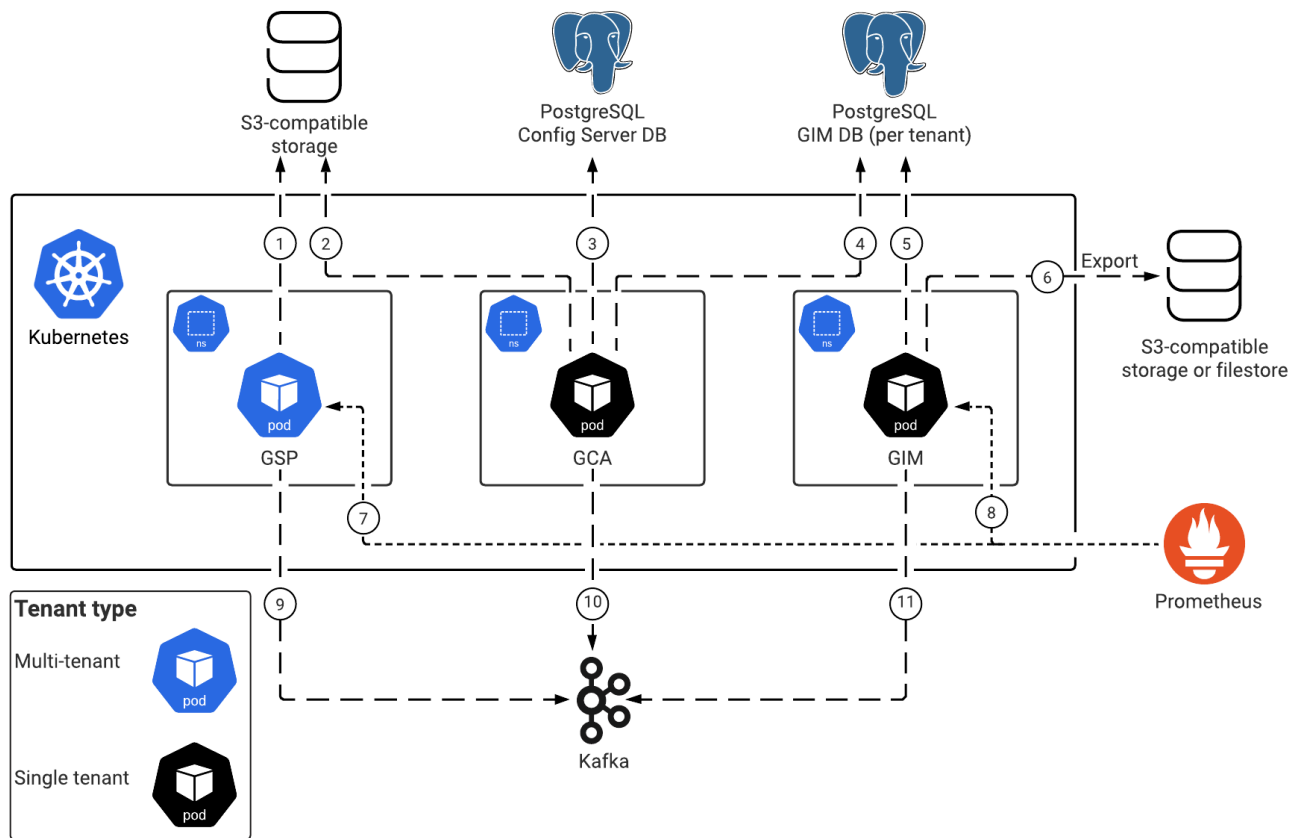 S3-compatible
storage
PostgreSQL
Config Server DB
PostgreSQL
GIM DB (per tenant)
1
2
3
4
5
6
Export
Kubernetes
ns
ns
ns
S3-compatible
storage or filestore
pod
GSP
pod
GCA
pod
GIM
7
8
Prometheus
9
10
11
Tenant type
Multi-tenant
pod
Single tenant
pod
Kafka